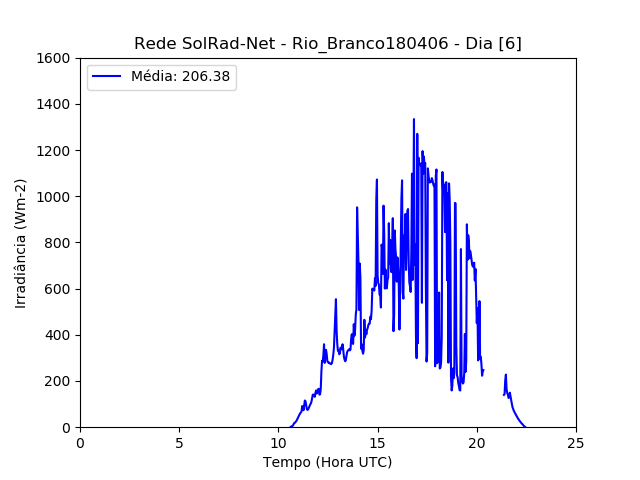 Rede SolRad-Net - Rio_Branco180406 - Dia [6]
Média: 206.38
Irradiância (Wm-2)
1600
1400
1200
1000
800
600
400
200
0
0 5 10 15 20 25
Tempo (Hora UTC)